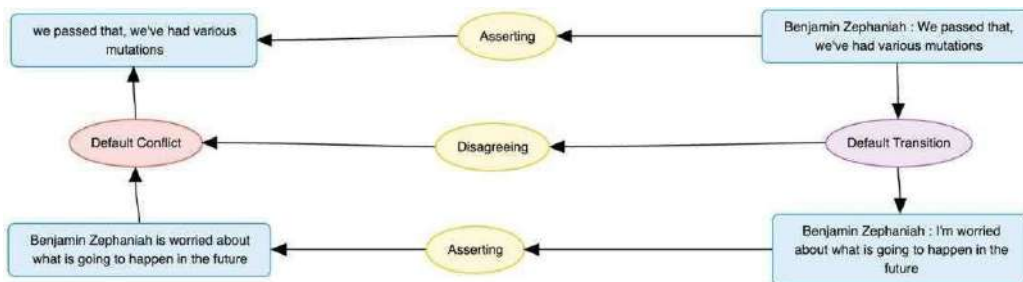 we passed that, we've had various
mutations
Asserting
Benjamin Zephaniah : We passed that,
we've had various mutations
Default Conflict
Disagreeing
Default Transition
Benjamin Zephaniah is worried about
what is going to happen in the future
Asserting
Benjamin Zephaniah : I'm worried
about what is going to happen in the
future